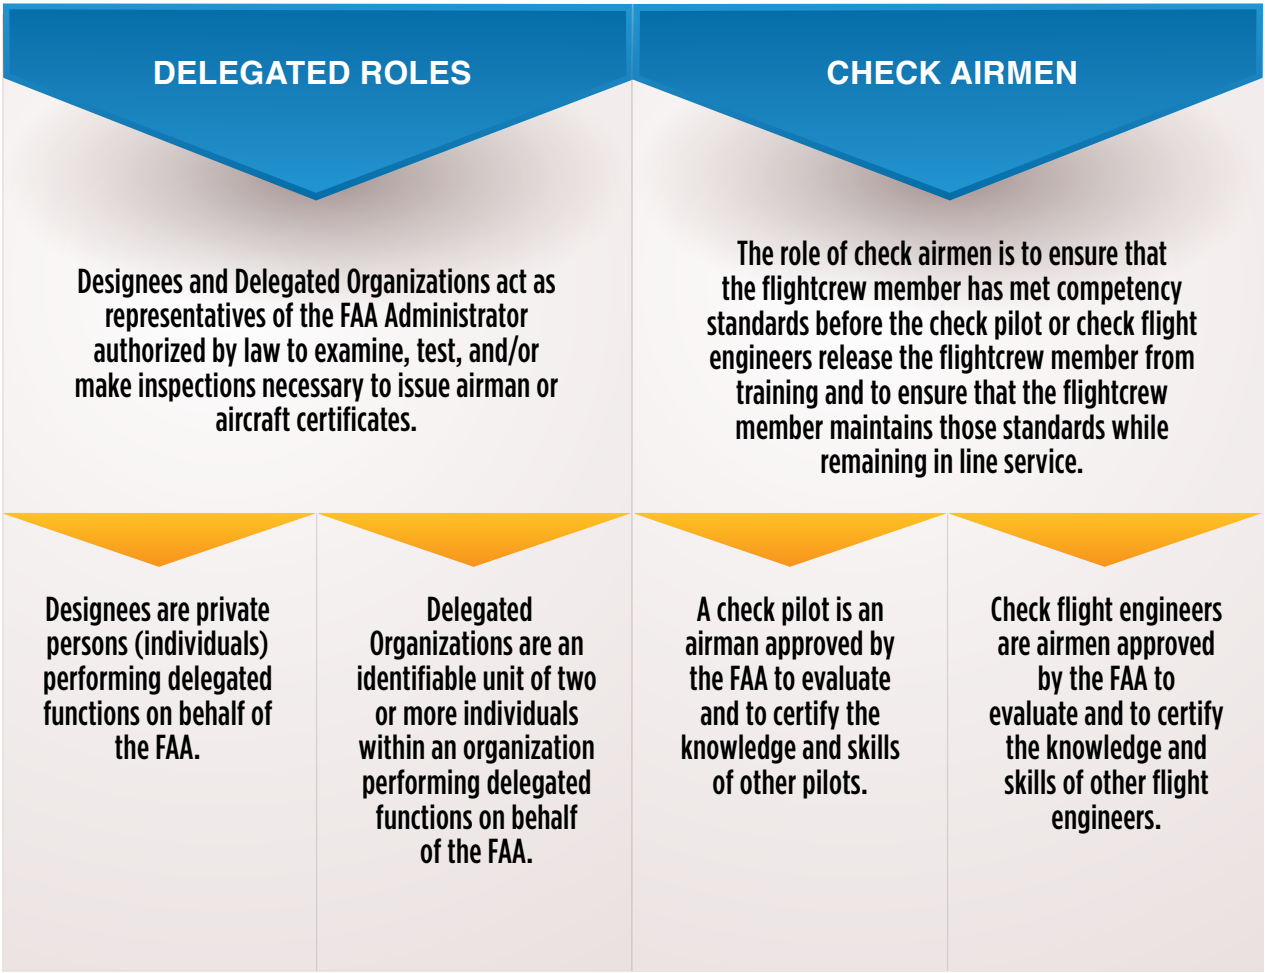 DELEGATED ROLES
Designees and Delegated Organizations act as
representatives of the FAA Administrator
authorized by law to examine, test, and/or
make inspections necessary to issue airman or
aircraft certificates.
CHECK AIRMEN
The role of check airmen is to ensure that
the flightcrew member has met competency
standards before the check pilot or check flight
engineers release the flightcrew member from
training and to ensure that the flightcrew
member maintains those standards while
remaining in line service.
Designees are private
persons (individuals)
performing delegated
functions on behalf of
the FAA.
Delegated
Organizations are an
identifiable unit of two
or more individuals
within an organization
performing delegated
functions on behalf
of the FAA.
A check pilot is an
airman approved by
the FAA to evaluate
and to certify the
knowledge and skills
of other pilots.
Check flight engineers
are airmen approved
by the FAA to
evaluate and to certify
the knowledge and
skills of other flight
engineers.